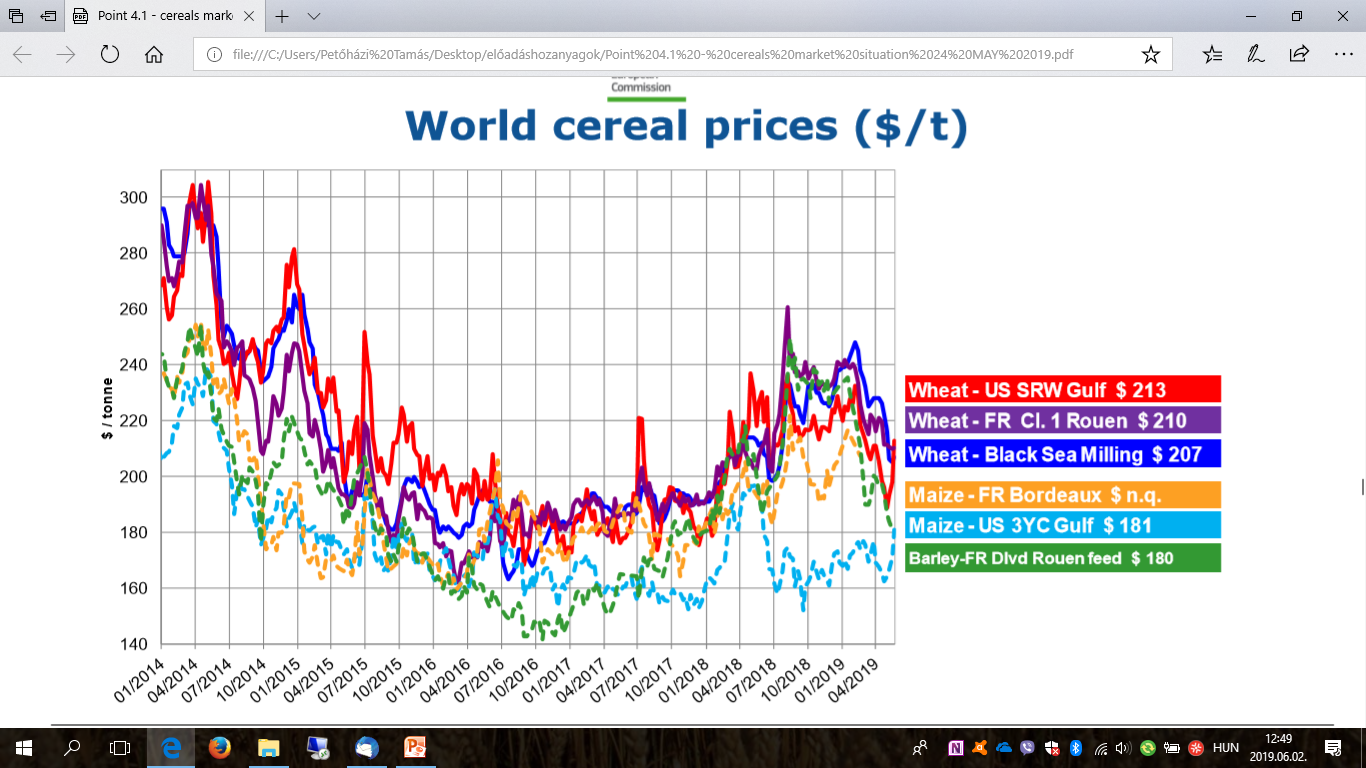 Point 4.1 - cereals mark
file:///C:/Users/Petőházi%20Tamás/Desktop/előadáshozanyagok/Point%204.1%20-%20cereals%20market%20situation%2024%20MAY%202019.pdf
European
Commission
World cereal prices ($/t)
300
280
260
240
220
200
180
160
140
$ / tonne
01/2014
04/2014
07/2014
10/2014
01/2015
04/2015
07/2015
10/2015
01/2016
04/2016
07/2016
10/2016
01/2017
04/2017
07/2017
10/2017
01/2018
04/2018
07/2018
10/2018
01/2019
04/2019
Wheat - US SRW Gulf $ 213
Wheat - FR Cl. 1 Rouen $ 210
Wheat - Black Sea Milling $ 207
Maize - FR Bordeaux $ n.q.
Maize - US 3YC Gulf $ 181
Barley-FR Dlvd Rouen feed $ 180
HUN
12:49
2019.06.02.